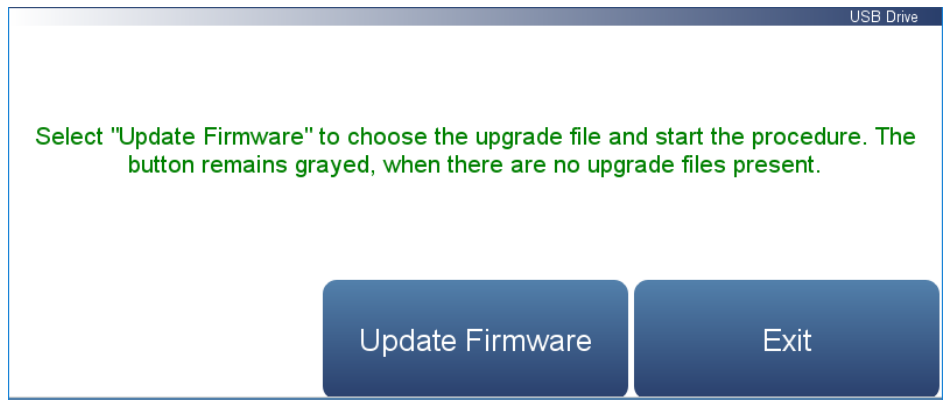 USB Drive
Select "Update Firmware" to choose the upgrade file and start the procedure. The
button remains grayed, when there are no upgrade files present.
Update Firmware
Exit